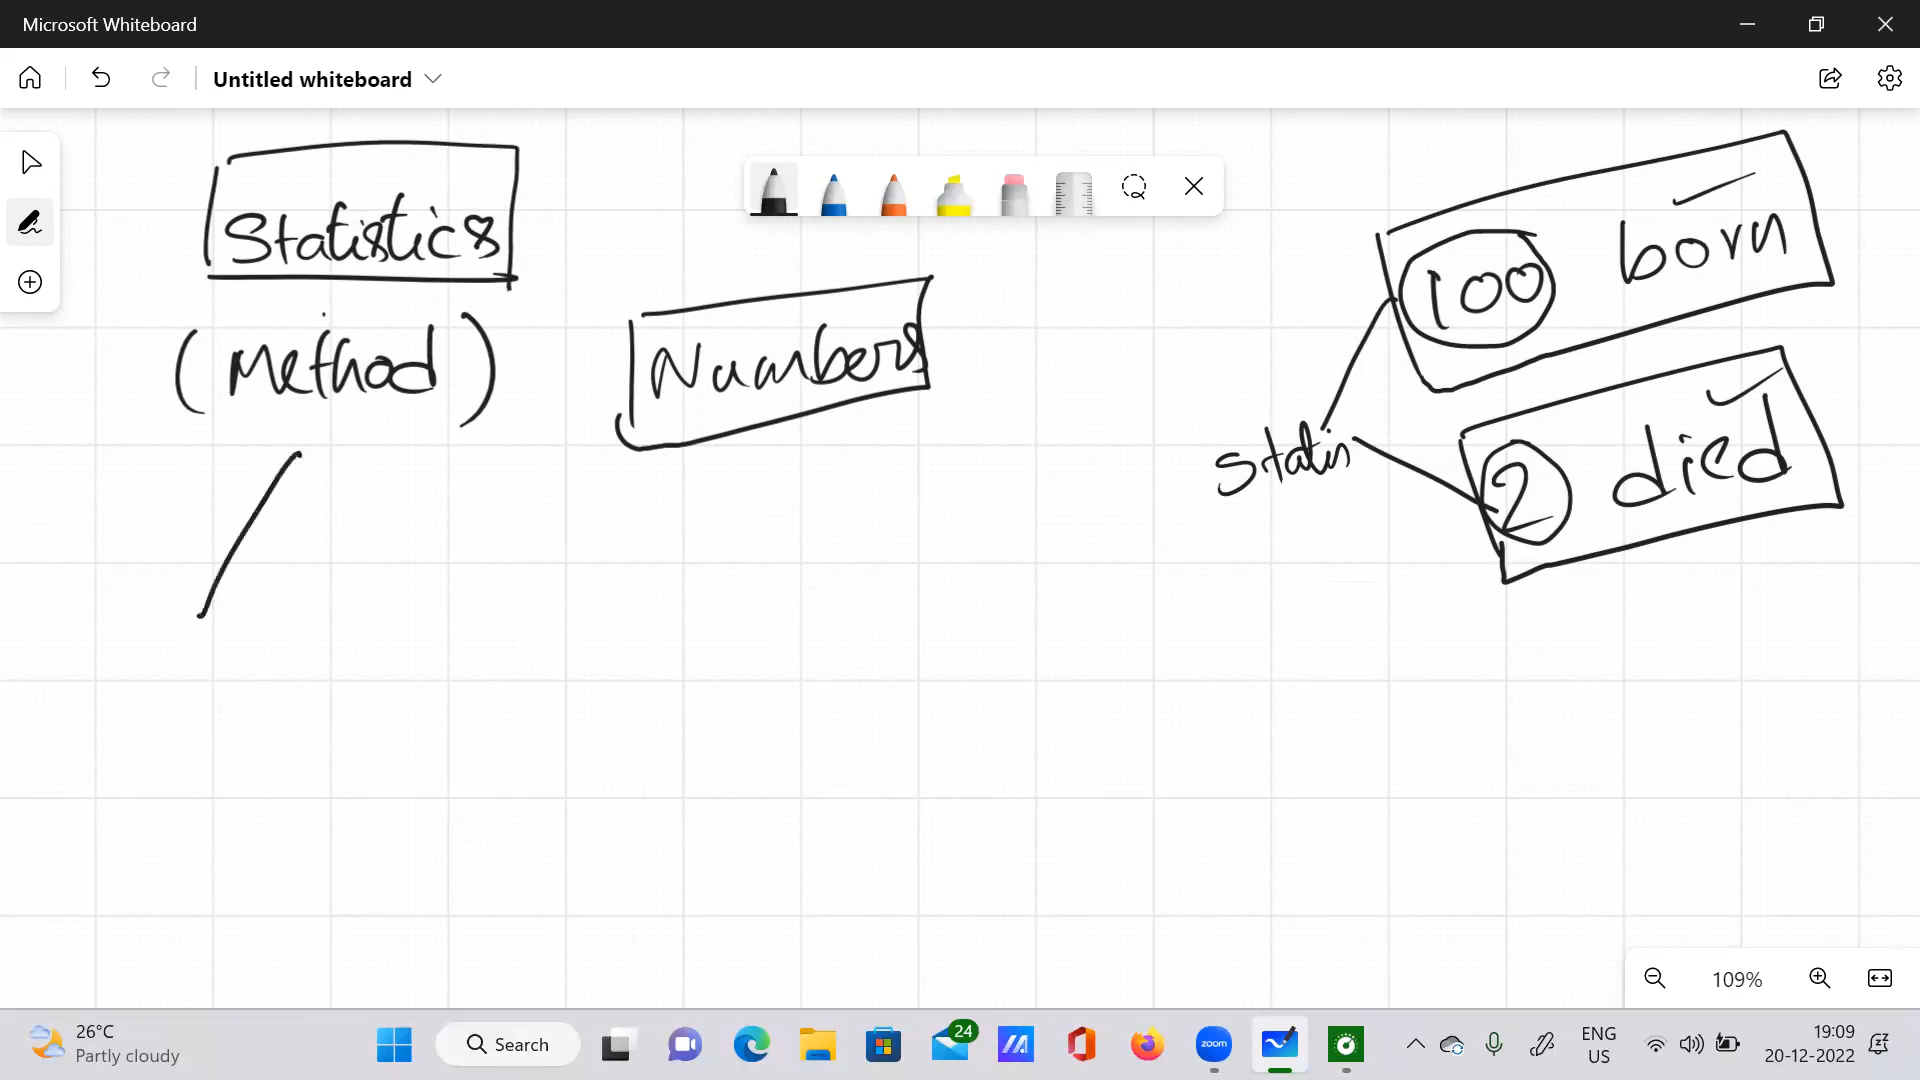 Microsoft Whiteboard
Untitled whiteboard
Statistics
(Method)
Numbers
100 born
2 died
109%
26°C
Partly cloudy
Search
24
zoom
ENG
US
19:09
20-12-2022